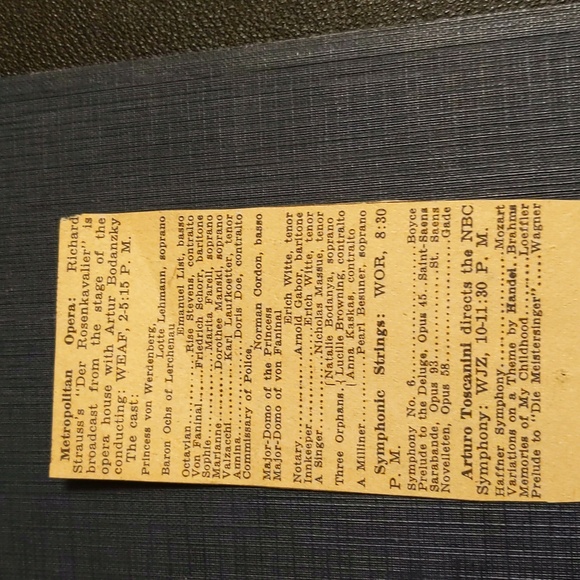 Metropolitan Opera: Richard
Strauss's "Der Rosenkavalier" is
broadcast from the stage of the
opera house with Artur Bodanzky
conducting; WEAF, 2-5:15 P. M.
The cast:
Princess von Werdenberg,
Lotte Lehmann, soprano
Baron Ochs of Lerchenau
Emanuel List, basso
Octavian......Rise Stevens, contralto
Von Faninal..Friedrich Schorr, baritone
Sophie..........Marita Farell, soprano
Marianne......Dorothee Manski, soprano
Valzacchi......Karl Laufkoetter, tenor
Annina..........Doris Doe, contralto
Commissary of Police,
Norman Cordon, basso
Major-Domo of the Princess
Major-Domo of von Faninal
Erich Witte, tenor
Notary..........Arnold Gabor, baritone
Innkeeper..........Erich Witte, tenor
A Singer........Nicholas Massue, tenor
Natalie Bodanya, soprano
Three Orphans, Lucille Browning, contralto
Anna Kaskas, contralto
A Milliner......Pearl Besuner, soprano
Symphonic Strings: WOR, 8:30
P. M.
Symphony No. 6..................Boyce
Prelude to the Deluge, Opus 45..Saint-Saens
Sarabande, Opus 93..........St. Saens
Novelleten, Opus 58..............Gade
Arturo Toscanini directs the NBC
Symphony: WJZ, 10-11:30 P. M.
Haffner Symphony..............Mozart
Variations on a Theme by Handel, Brahms
Memories of My Childhood....Loeffler
Prelude to "Die Meistersinger"....Wagner